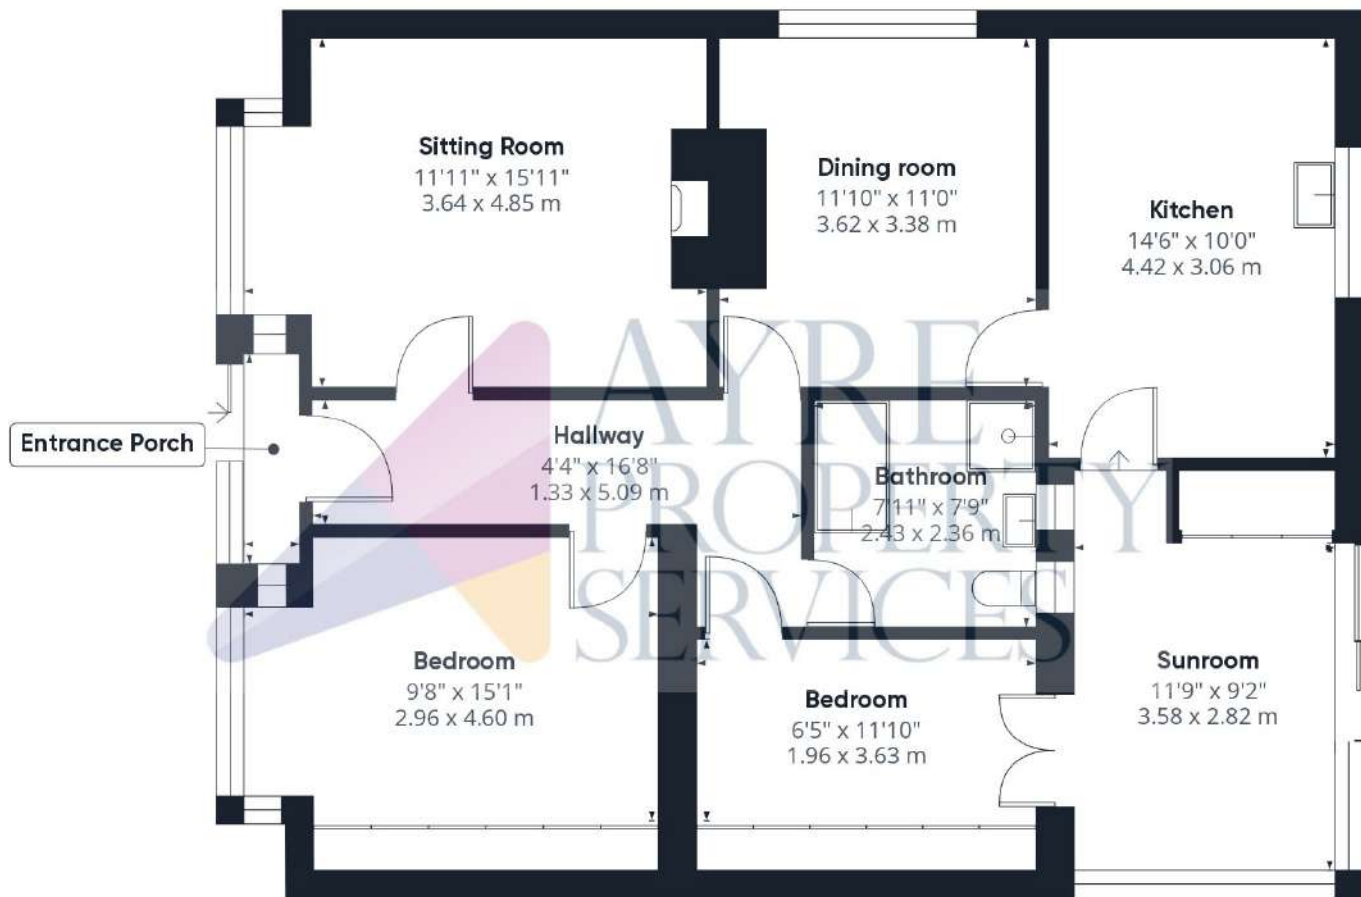 Sitting Room
11'11" x 15'11"
3.64 x 4.85 m
Dining room
11'10" x 11'0"
3.62 x 3.38 m
Kitchen
14'6" x 10'0"
4.42 x 3.06 m
Entrance Porch
Hallway
4'4" x 16'8"
1.33 x 5.09 m
Bathroom
7'11" x 7'9"
2.43 x 2.36 m
Bedroom
9'8" x 15'1"
2.96 x 4.60 m
Bedroom
6'5" x 11'10"
1.96 x 3.63 m
Sunroom
11'9" x 9'2"
3.58 x 2.82 m
AYRE
PROPERTY
SERVICES